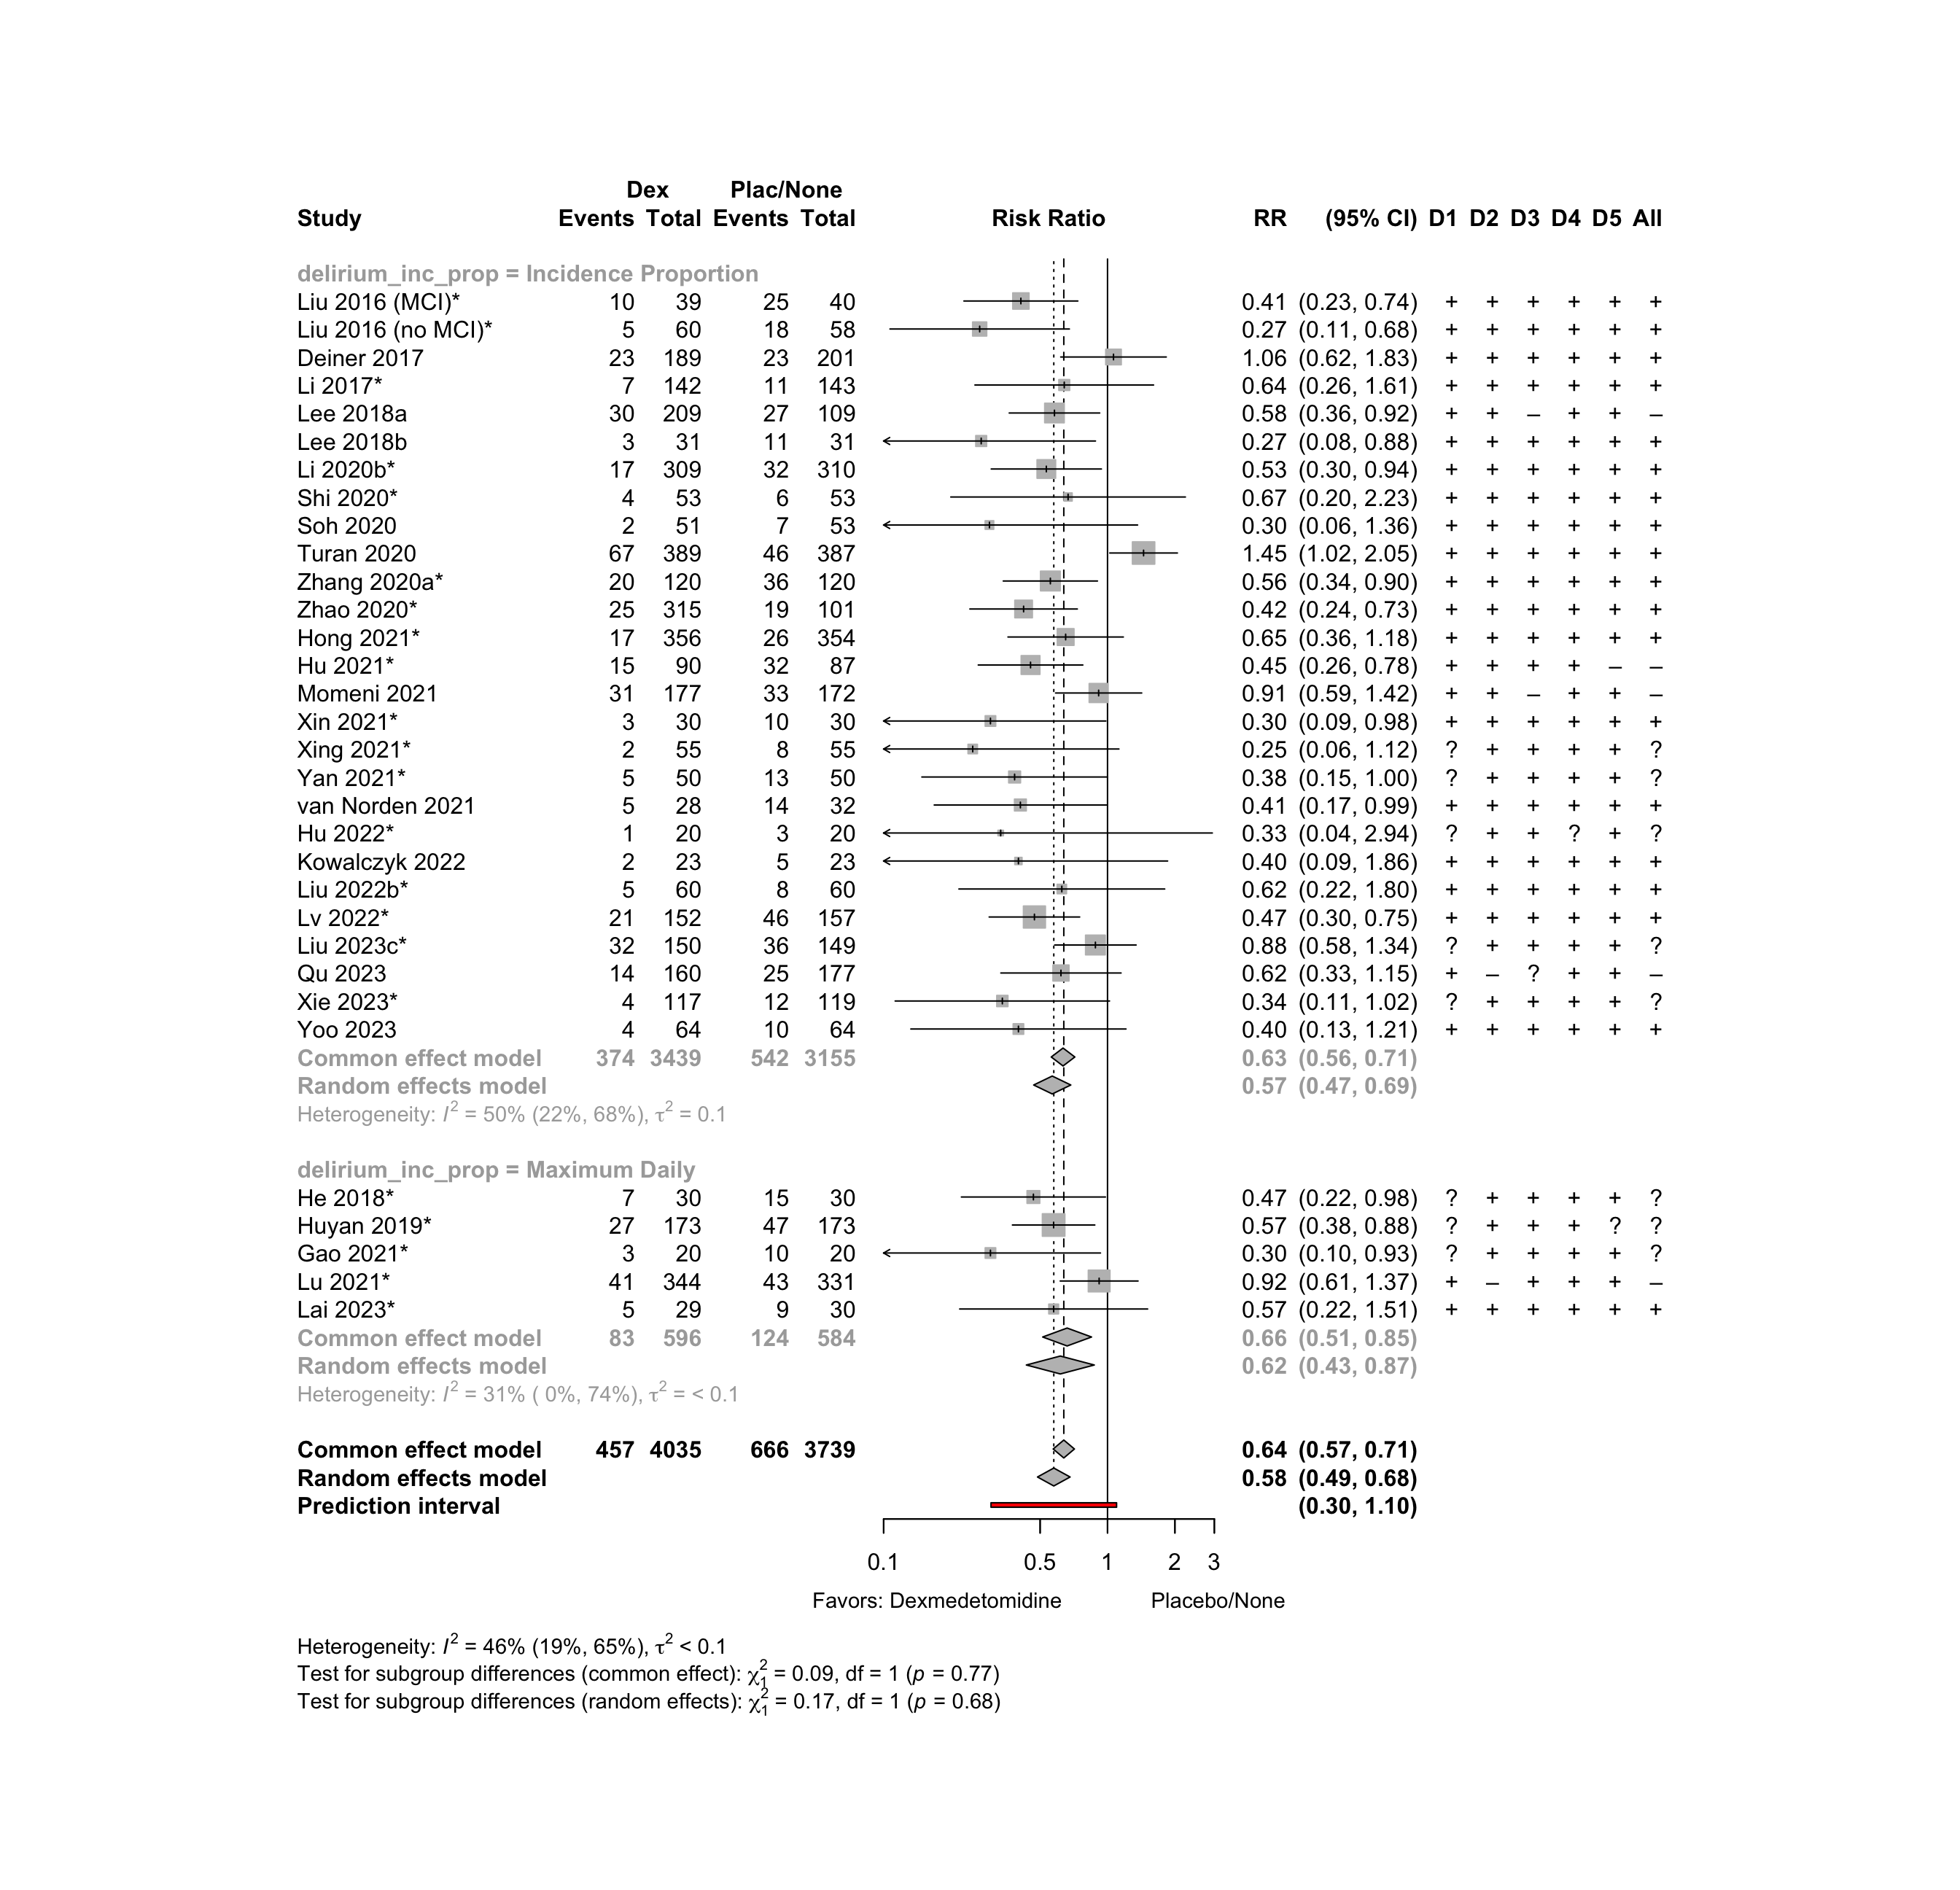 Dex Plac/None
Study Events Total Events Total Risk Ratio RR (95% CI) D1 D2 D3 D4 D5 All
delirium_inc_prop = Incidence Proportion
Liu 2016 (MCI)* 10 39 25 40 0.41 (0.23, 0.74) + + + + + +
Liu 2016 (no MCI)* 5 60 18 58 0.27 (0.11, 0.68) + + + + + +
Deiner 2017 23 189 23 201 1.06 (0.62, 1.83) + + + + + +
Li 2017* 7 142 11 143 0.64 (0.26, 1.61) + + + + + +
Lee 2018a 30 209 27 109 0.58 (0.36, 0.92) + + – + + –
Lee 2018b 3 31 11 31 0.27 (0.08, 0.88) + + + + + +
Li 2020b* 17 309 32 310 0.53 (0.30, 0.94) + + + + + +
Shi 2020* 4 53 6 53 0.67 (0.20, 2.23) + + + + + +
Soh 2020 2 51 7 53 0.30 (0.06, 1.36) + + + + + +
Turan 2020 67 389 46 387 1.45 (1.02, 2.05) + + + + + +
Zhang 2020a* 20 120 36 120 0.56 (0.34, 0.90) + + + + + +
Zhao 2020* 25 315 19 101 0.42 (0.24, 0.73) + + + + + +
Hong 2021* 17 356 26 354 0.65 (0.36, 1.18) + + + + + +
Hu 2021* 15 90 32 87 0.45 (0.26, 0.78) + + + + – –
Momeni 2021 31 177 33 172 0.91 (0.59, 1.42) + + – + + –
Xin 2021* 3 30 10 30 0.30 (0.09, 0.98) + + + + + +
Xing 2021* 2 55 8 55 0.25 (0.06, 1.12) ? + + + + ?
Yan 2021* 5 50 13 50 0.38 (0.15, 1.00) ? + + + + ?
van Norden 2021 5 28 14 32 0.41 (0.17, 0.99) + + + + + +
Hu 2022* 1 20 3 20 0.33 (0.04, 2.94) ? + + ? + ?
Kowalczyk 2022 2 23 5 23 0.40 (0.09, 1.86) + + + + + +
Liu 2022b* 5 60 8 60 0.62 (0.22, 1.80) + + + + + +
Lv 2022* 21 152 46 157 0.47 (0.30, 0.75) + + + + + +
Liu 2023c* 32 150 36 149 0.88 (0.58, 1.34) ? + + + + ?
Qu 2023 14 160 25 177 0.62 (0.33, 1.15) + – ? + + –
Xie 2023* 4 117 12 119 0.34 (0.11, 1.02) ? + + + + ?
Yoo 2023 4 64 10 64 0.40 (0.13, 1.21) + + + + + +
Common effect model 374 3439 542 3155 0.63 (0.56, 0.71)
Random effects model 0.57 (0.47, 0.69)
Heterogeneity: I² = 50% (22%, 68%), τ² = 0.1
delirium_inc_prop = Maximum Daily
He 2018* 7 30 15 30 0.47 (0.22, 0.98) ? + + + + ?
Huyan 2019* 27 173 47 173 0.57 (0.38, 0.88) ? + + + ? ?
Gao 2021* 3 20 10 20 0.30 (0.10, 0.93) ? + + + + ?
Lu 2021* 41 344 43 331 0.92 (0.61, 1.37) + – + + + –
Lai 2023* 5 29 9 30 0.57 (0.22, 1.51) + + + + + +
Common effect model 83 596 124 584 0.66 (0.51, 0.85)
Random effects model 0.62 (0.43, 0.87)
Heterogeneity: I² = 31% ( 0%, 74%), τ² = < 0.1
Common effect model 457 4035 666 3739 0.64 (0.57, 0.71)
Random effects model 0.58 (0.49, 0.68)
Prediction interval (0.30, 1.10)
0.1 0.5 1 2 3
Favors: Dexmedetomidine Placebo/None
Heterogeneity: I² = 46% (19%, 65%), τ² < 0.1
Test for subgroup differences (common effect): χ²₁ = 0.09, df = 1 (p = 0.77)
Test for subgroup differences (random effects): χ²₁ = 0.17, df = 1 (p = 0.68)